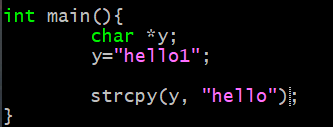 int main(){
        char *y;
        y="hello1";

        strcpy(y, "hello");
}